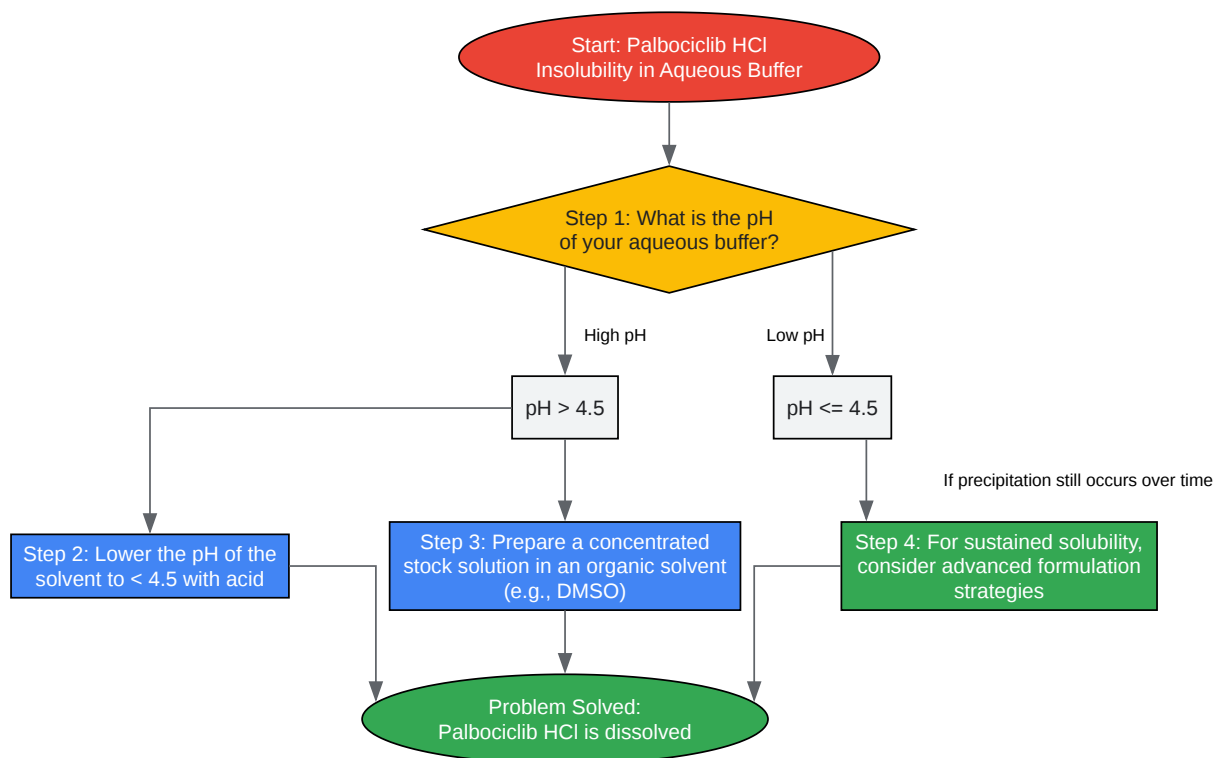 Start: Palbociclib HCl
Insolubility in Aqueous Buffer
Step 1: What is the pH
of your aqueous buffer?
High pH
Low pH
pH > 4.5
pH <= 4.5
If precipitation still occurs over time
Step 2: Lower the pH of the
solvent to < 4.5 with acid
Step 3: Prepare a concentrated
stock solution in an organic solvent
(e.g., DMSO)
Step 4: For sustained solubility,
consider advanced formulation
strategies
Problem Solved:
Palbociclib HCl is dissolved